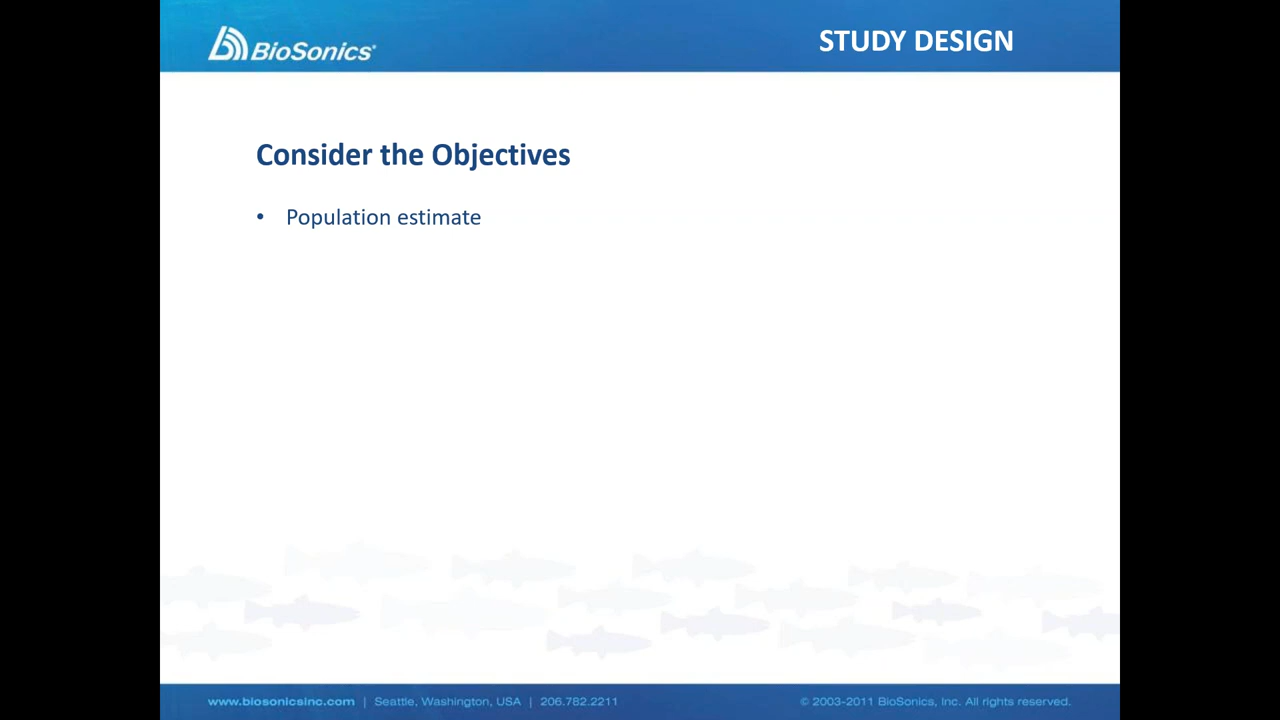 BioSonics®
STUDY DESIGN
Consider the Objectives
• Population estimate
www.biosonicsinc.com | Seattle, Washington, USA | 206.782.2211
© 2003-2011 BioSonics, Inc. All rights reserved.